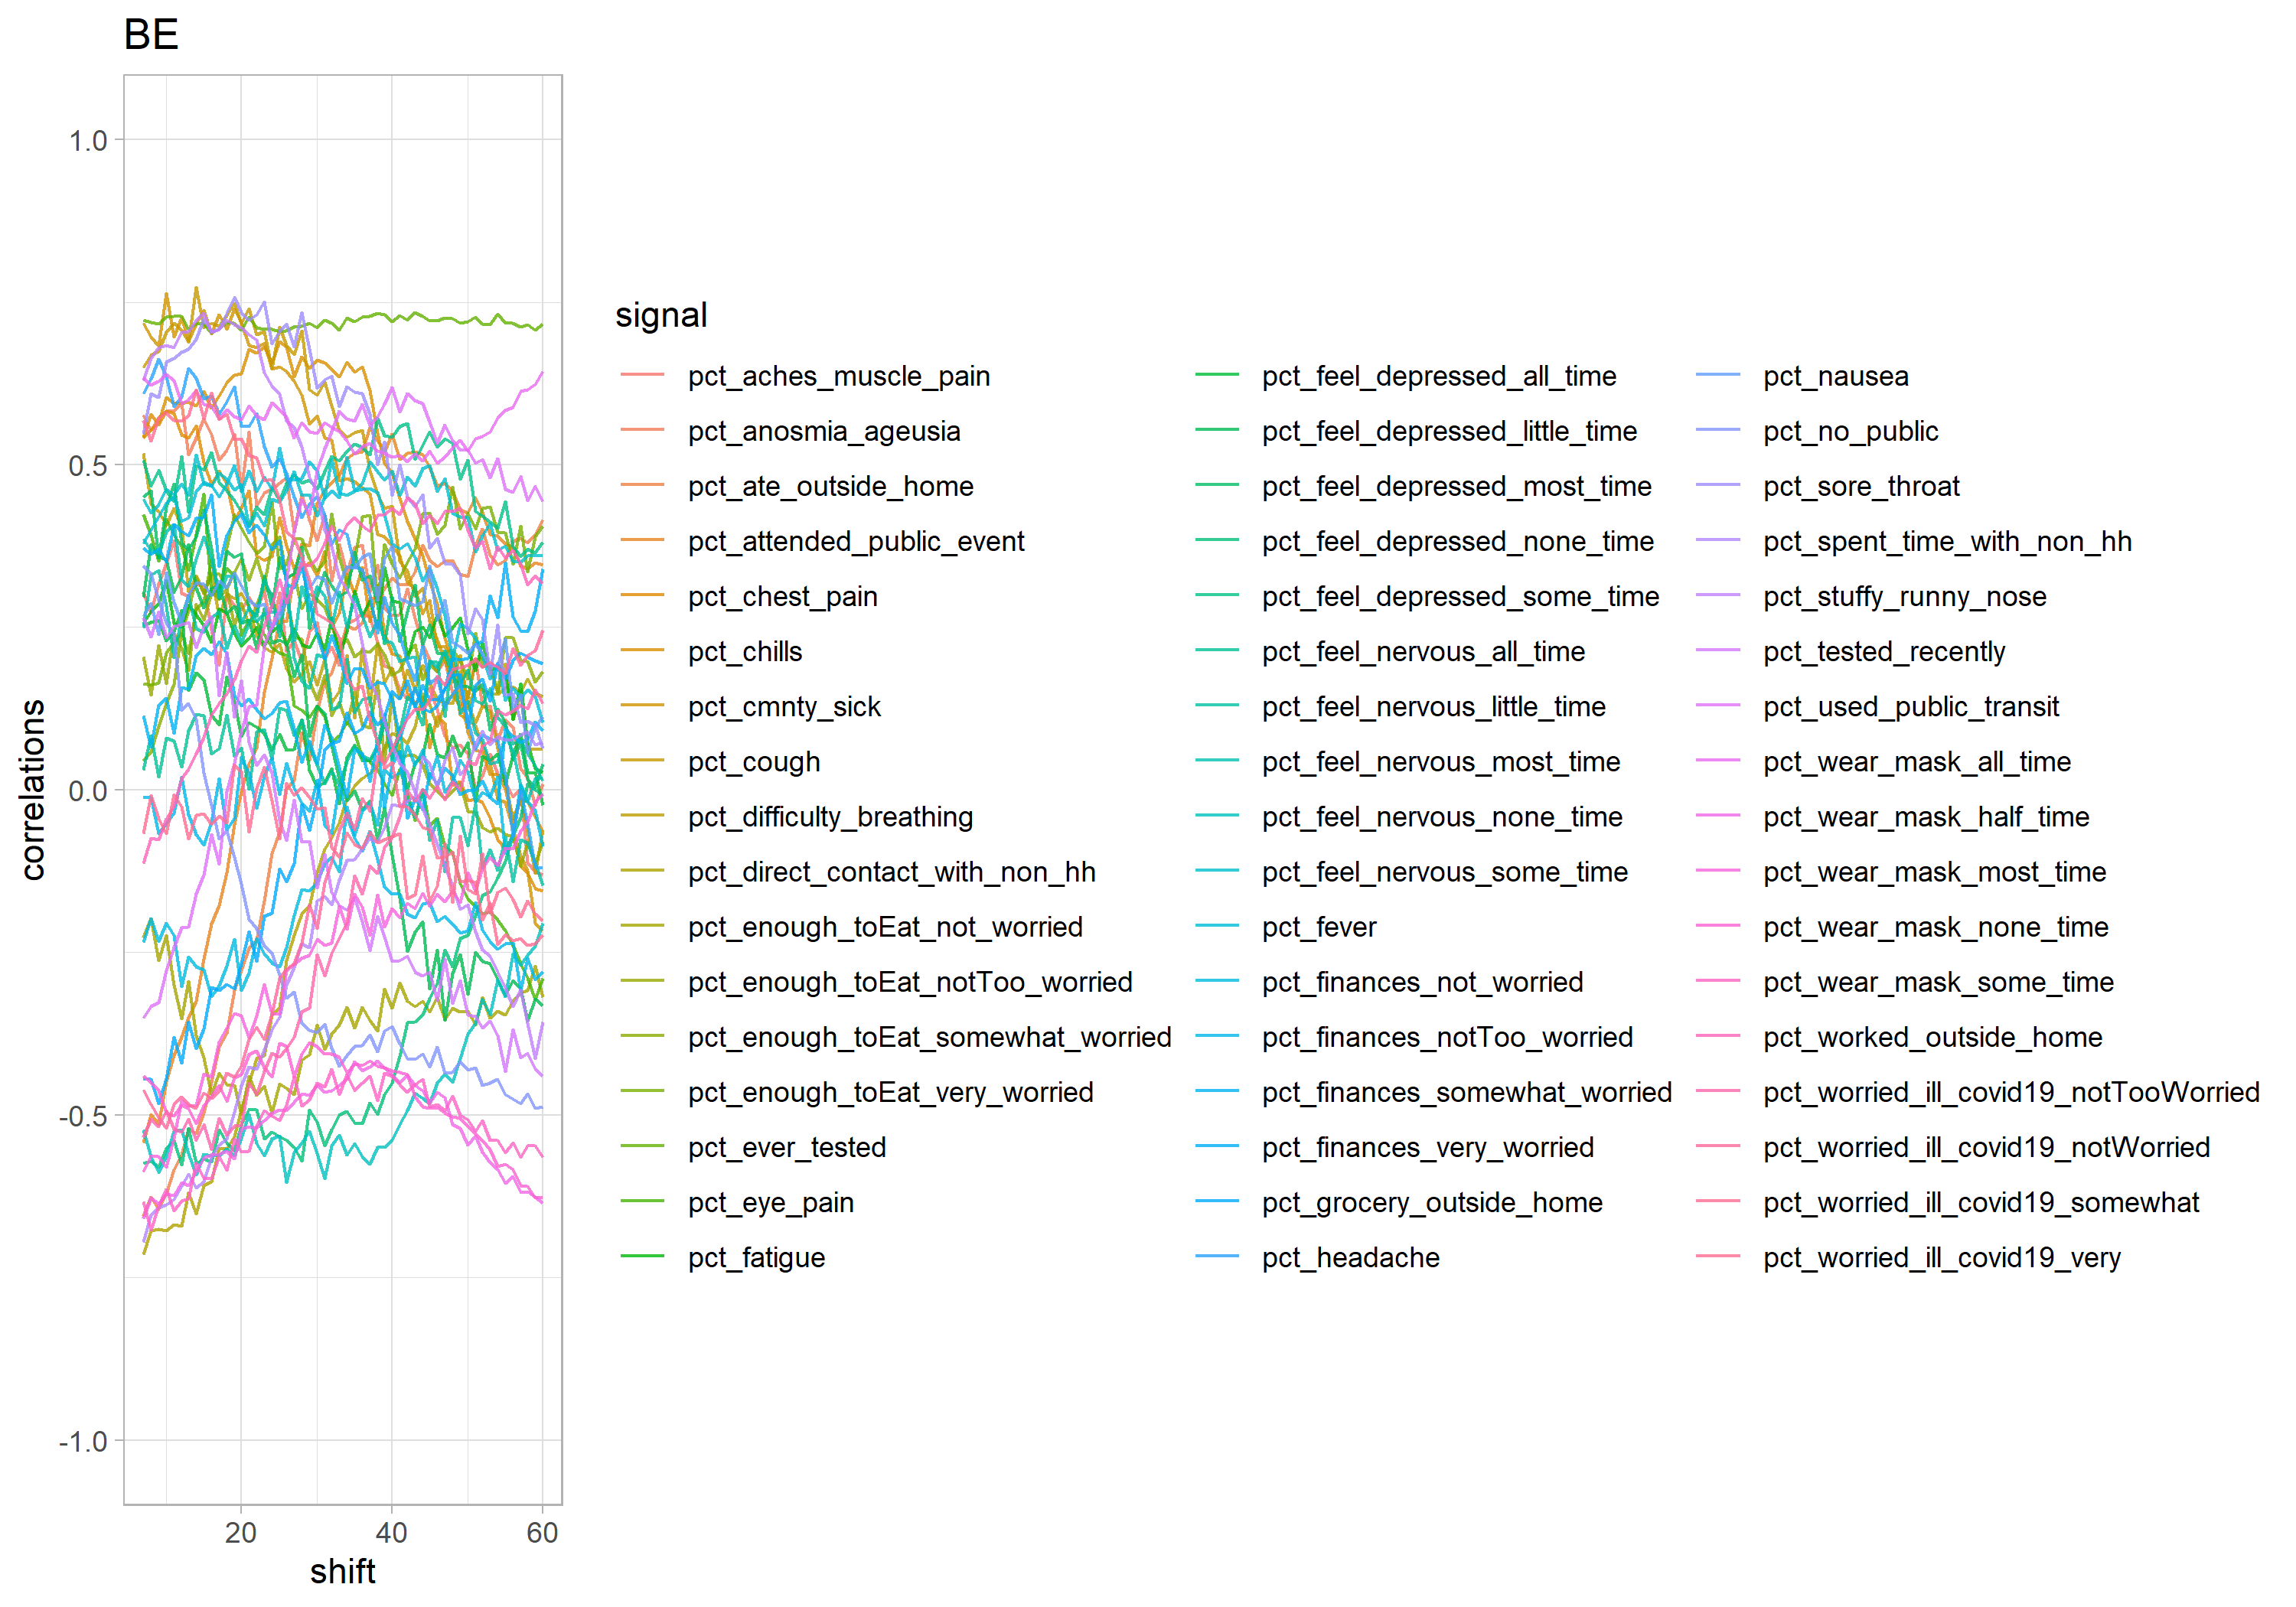 BE
1.0
0.5
0.0
-0.5
-1.0
correlations
20 40 60
shift
signal
pct_aches_muscle_pain
pct_anosmia_ageusia
pct_ate_outside_home
pct_attended_public_event
pct_chest_pain
pct_chills
pct_cmnty_sick
pct_cough
pct_difficulty_breathing
pct_direct_contact_with_non_hh
pct_enough_toEat_not_worried
pct_enough_toEat_notToo_worried
pct_enough_toEat_somewhat_worried
pct_enough_toEat_very_worried
pct_ever_tested
pct_eye_pain
pct_fatigue
pct_feel_depressed_all_time
pct_feel_depressed_little_time
pct_feel_depressed_most_time
pct_feel_depressed_none_time
pct_feel_depressed_some_time
pct_feel_nervous_all_time
pct_feel_nervous_little_time
pct_feel_nervous_most_time
pct_feel_nervous_none_time
pct_feel_nervous_some_time
pct_fever
pct_finances_not_worried
pct_finances_notToo_worried
pct_finances_somewhat_worried
pct_finances_very_worried
pct_grocery_outside_home
pct_headache
pct_nausea
pct_no_public
pct_sore_throat
pct_spent_time_with_non_hh
pct_stuffy_runny_nose
pct_tested_recently
pct_used_public_transit
pct_wear_mask_all_time
pct_wear_mask_half_time
pct_wear_mask_most_time
pct_wear_mask_none_time
pct_wear_mask_some_time
pct_worked_outside_home
pct_worried_ill_covid19_notTooWorried
pct_worried_ill_covid19_notWorried
pct_worried_ill_covid19_somewhat
pct_worried_ill_covid19_very